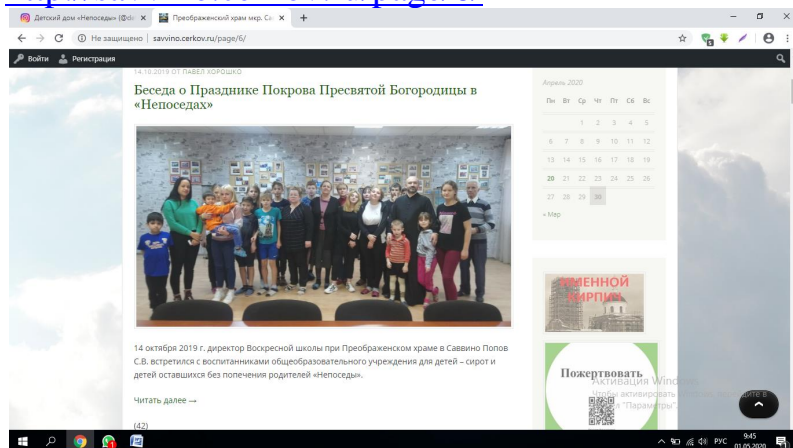 Детский дом «Непоседы» (@de
Преображенский храм мкр. Са
Не защищено | savvino.cerkov.ru/page/6/
Войти Регистрация
14.10.2019 ОТ ПАВЕЛ ХОРОШКО
Беседа о Празднике Покрова Пресвятой Богородицы в
«Непоседах»
14 октября 2019 г. директор Воскресной школы при Преображенском храме в Саввино Попов
С.В. встретился с воспитанниками общеобразовательного учреждения для детей – сирот и
детей оставшихся без попечения родителей «Непоседы».
Читать далее →
(42)
Апрель 2020
Пн Вт Ср Чт Пт Сб Вс
1 2 3 4 5
6 7 8 9 10 11 12
13 14 15 16 17 18 19
20 21 22 23 24 25 26
27 28 29 30
« Мар
ИМЕННОЙ
КИРПИЧ
Пожертвовать
Активация Windows
Чтобы активировать
"Параметры".
РУС
9:45
01.05.2020